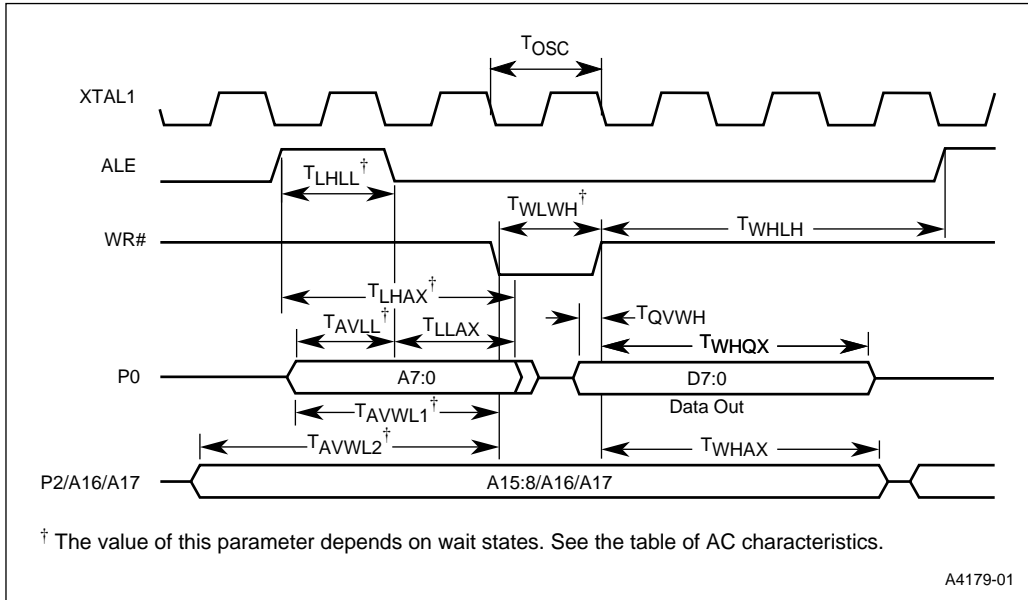 TOSC
XTAL1
ALE
TLHLL†
TWLWH†
TWHLH
WR#
TLHAX†
TQVWH
TAVLL†
TLLAX
TWHQX
P0
A7:0
D7:0
Data Out
TAVWL1†
TAVWL2†
TWHAX
P2/A16/A17
A15:8/A16/A17
† The value of this parameter depends on wait states. See the table of AC characteristics.
A4179-01